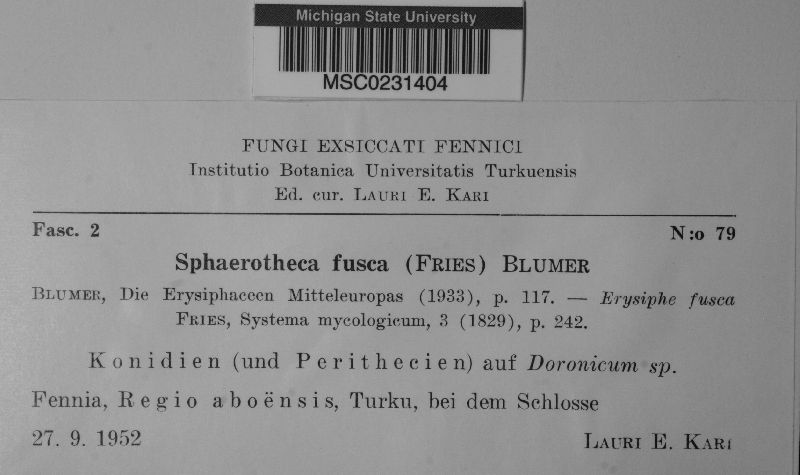 Michigan State University
MSC0231404
FUNGI EXSICCATI FENNICI
Institutio Botanica Universitatis Turkuensis
Ed. cur. LAURI E. KARI
Fasc. 2 N:o 79
Sphaerotheca fusca (FRIES) BLUMER
BLUMER, Die Erysiphaceen Mitteleuropas (1933), p. 117. — Erysiphe fusca
FRIES, Systema mycologicum, 3 (1829), p. 242.
Konidien (und Perithecien) auf Doronicum sp.
Fennia, Regio aboënsis, Turku, bei dem Schlosse
27. 9. 1952 LAURI E. KARI